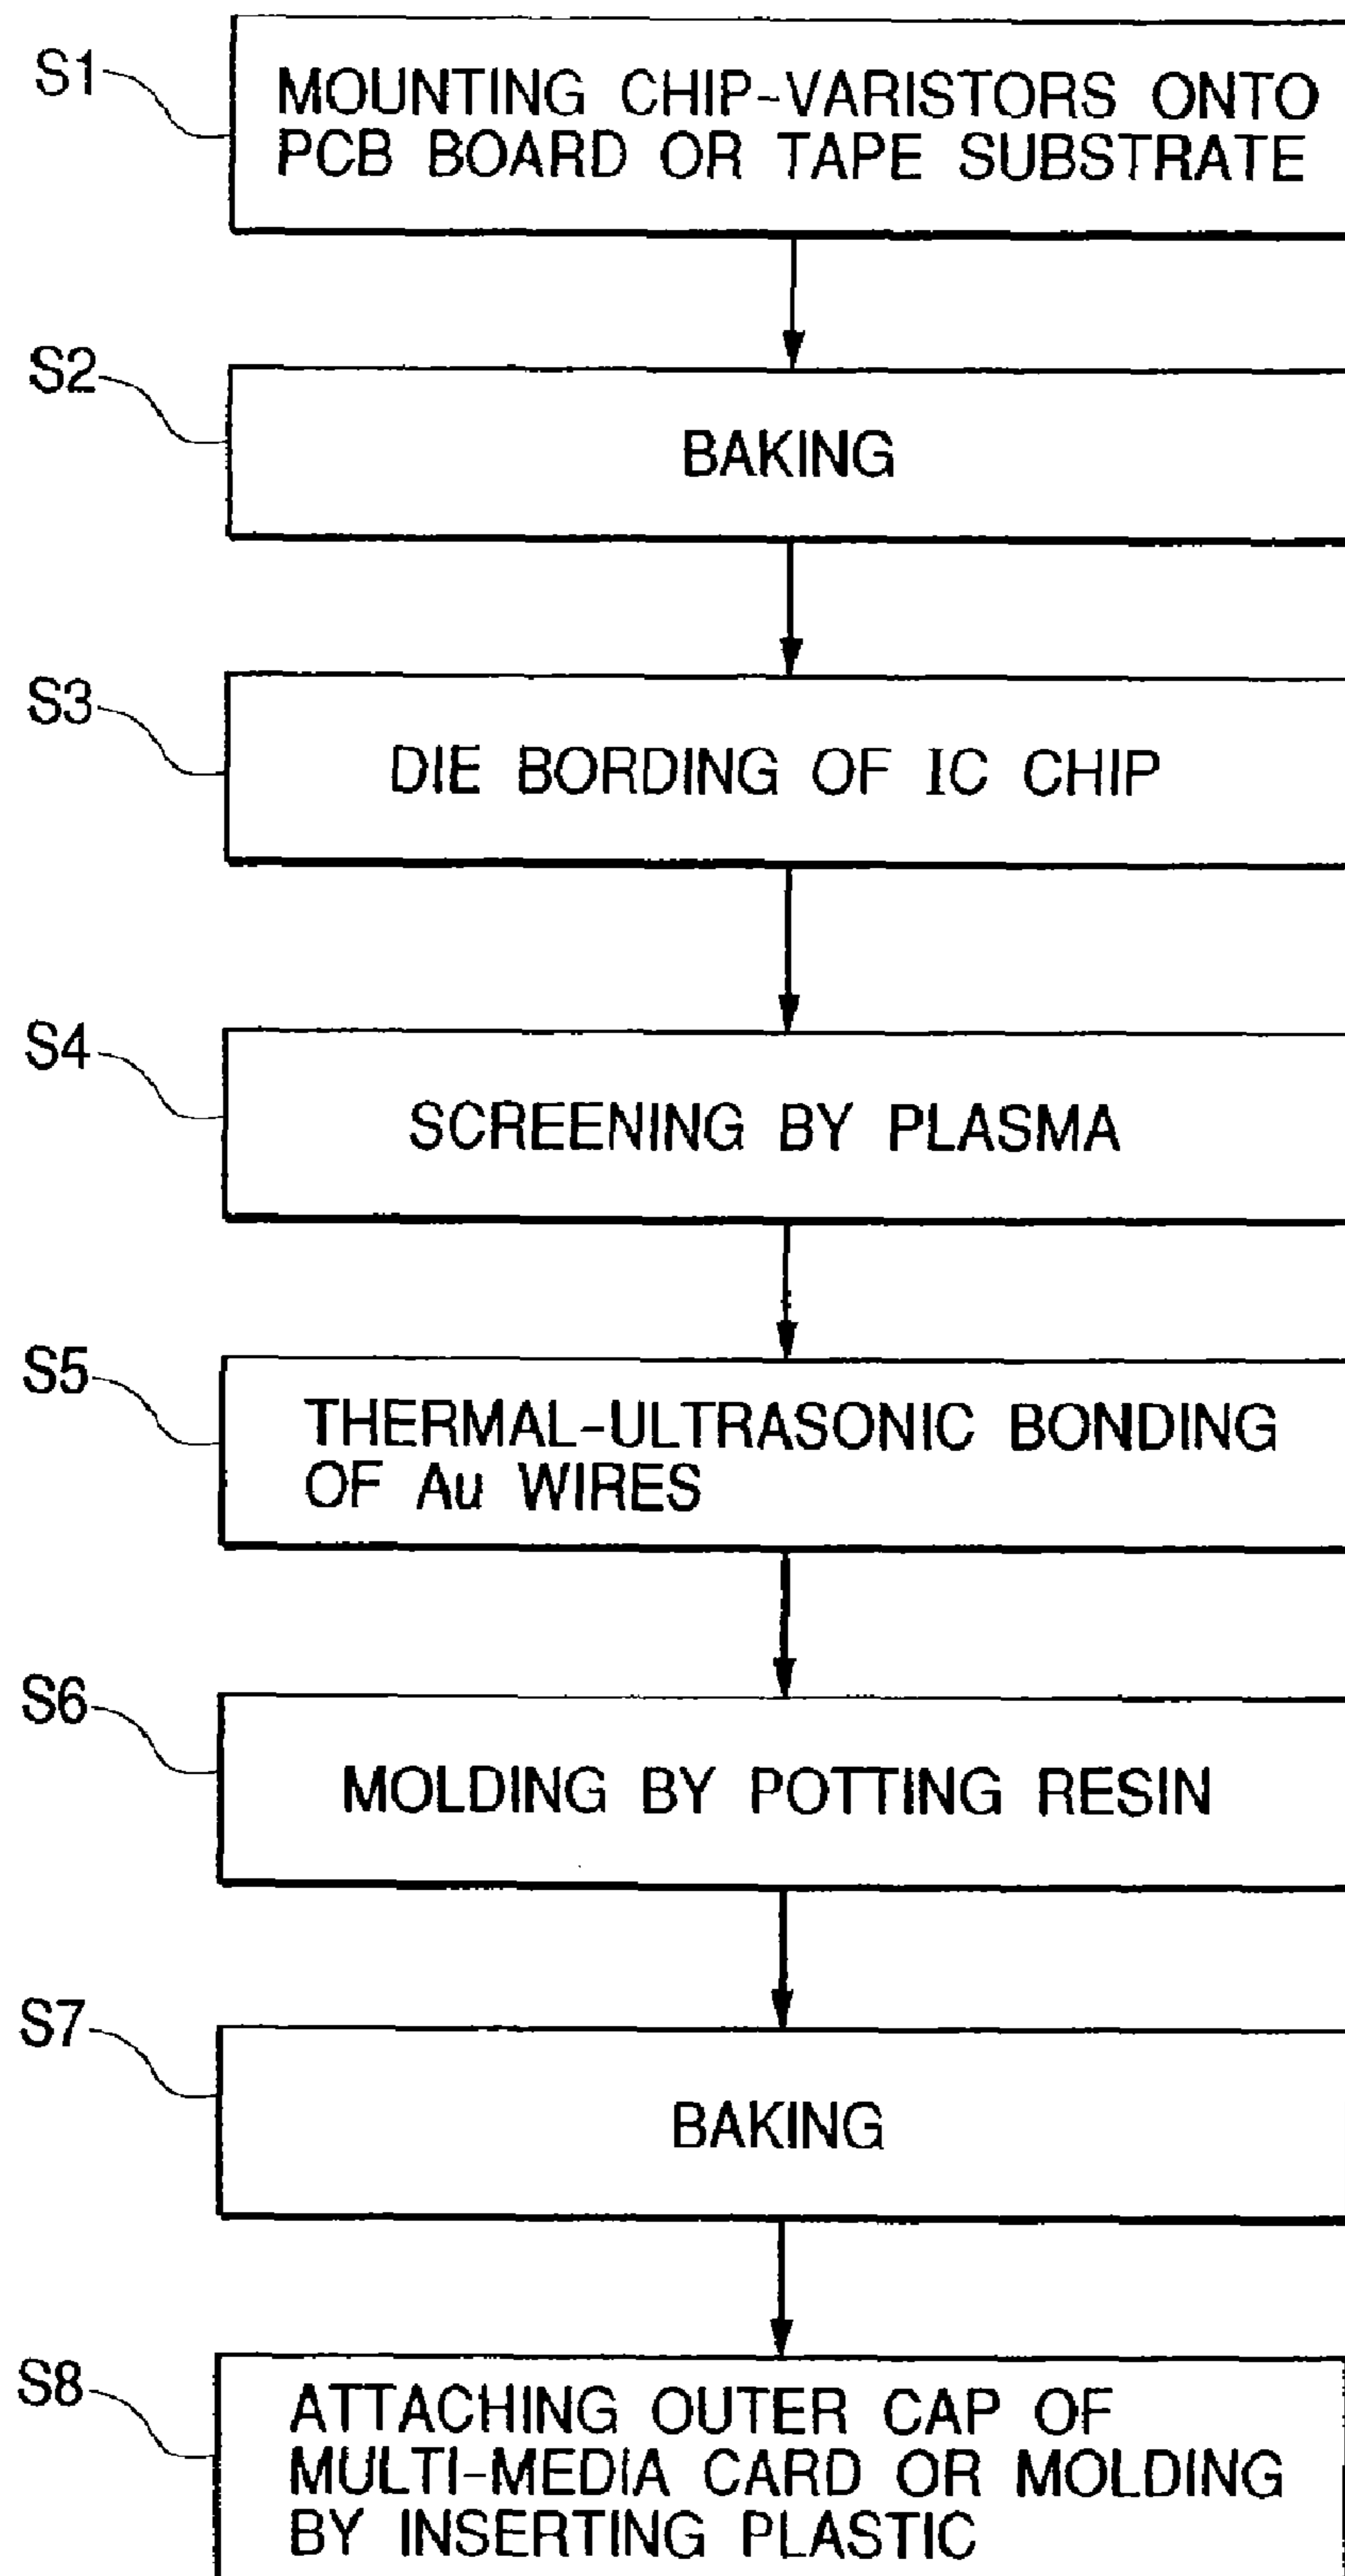 S1
MOUNTING CHIP-VARISTORS ONTO
PCB BOARD OR TAPE SUBSTRATE
S2
BAKING
S3
DIE BORDING OF IC CHIP
S4
SCREENING BY PLASMA
S5
THERMAL-ULTRASONIC BONDING
OF Au WIRES
S6
MOLDING BY POTTING RESIN
S7
BAKING
S8
ATTACHING OUTER CAP OF
MULTI-MEDIA CARD OR MOLDING
BY INSERTING PLASTIC